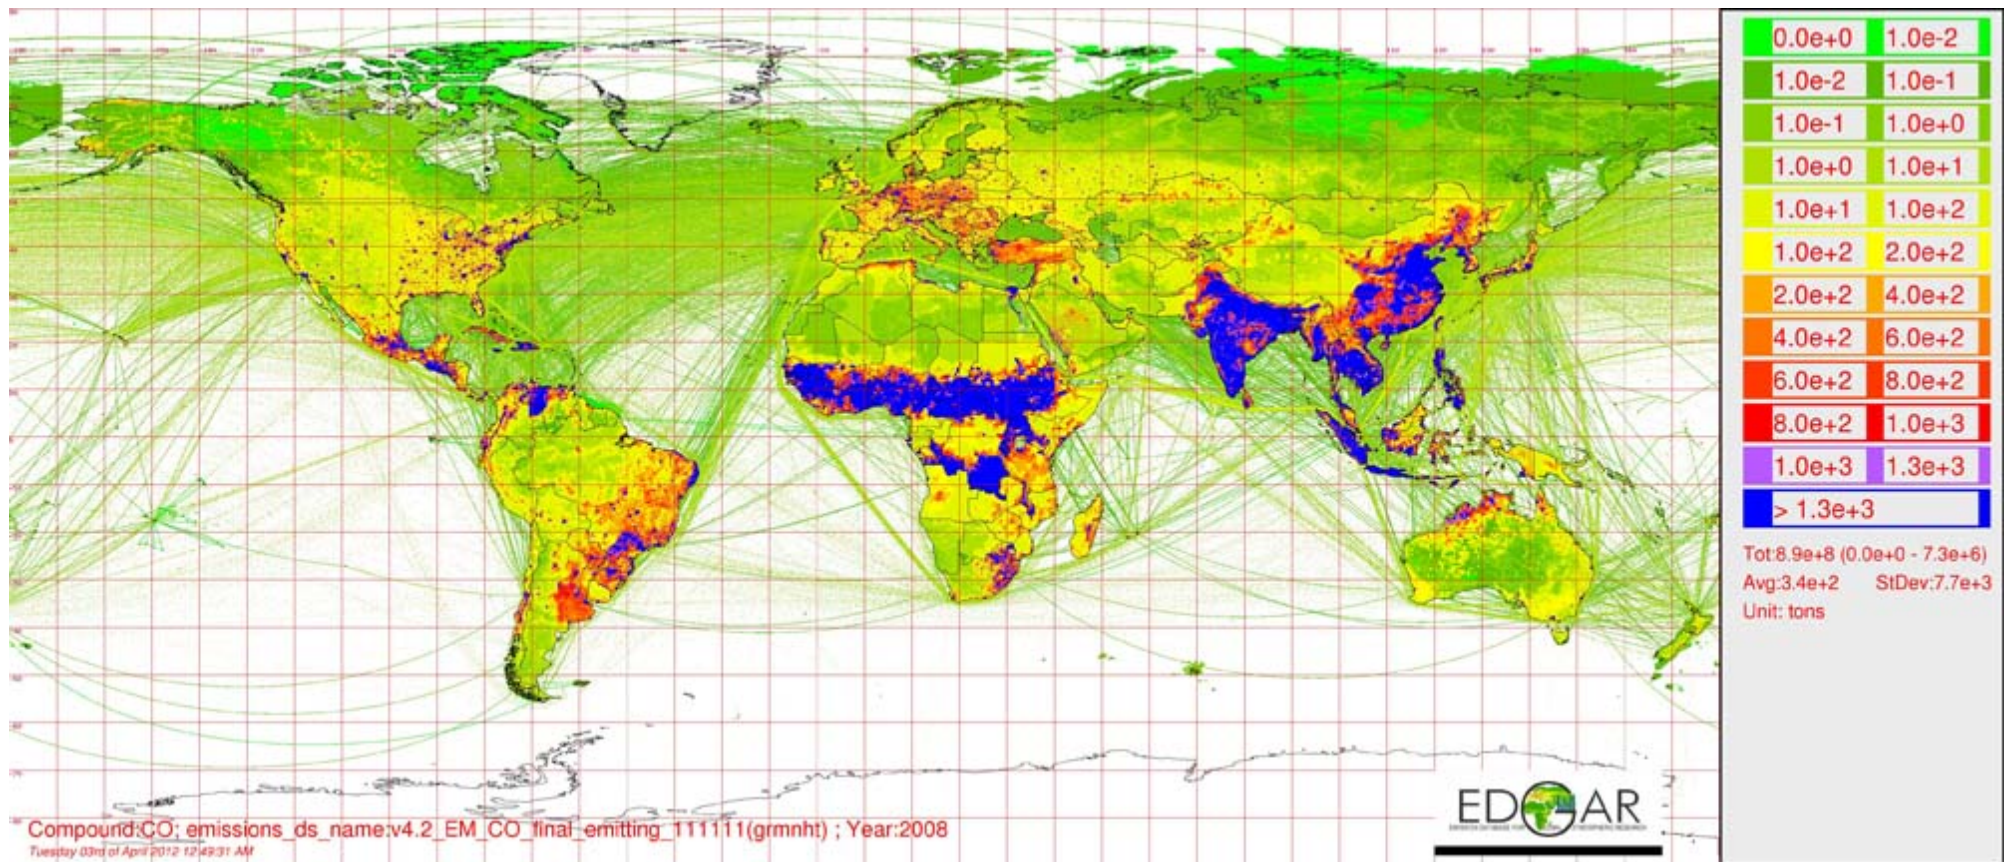 0.0e+0 1.0e-2
1.0e-2 1.0e-1
1.0e-1 1.0e+0
1.0e+0 1.0e+1
1.0e+1 1.0e+2
1.0e+2 2.0e+2
2.0e+2 4.0e+2
4.0e+2 6.0e+2
6.0e+2 8.0e+2
8.0e+2 1.0e+3
1.0e+3 1.3e+3
> 1.3e+3
Tot:8.9e+8 (0.0e+0 - 7.3e+6)
Avg:3.4e+2 StDev:7.7e+3
Unit: tons
EDGAR
Compound:CO; emissions_ds_name:v4.2_EM_CO_final_emitting_111111(grmnht) ; Year:2008
Tuesday 03rd of April 2012 12:49:31 AM